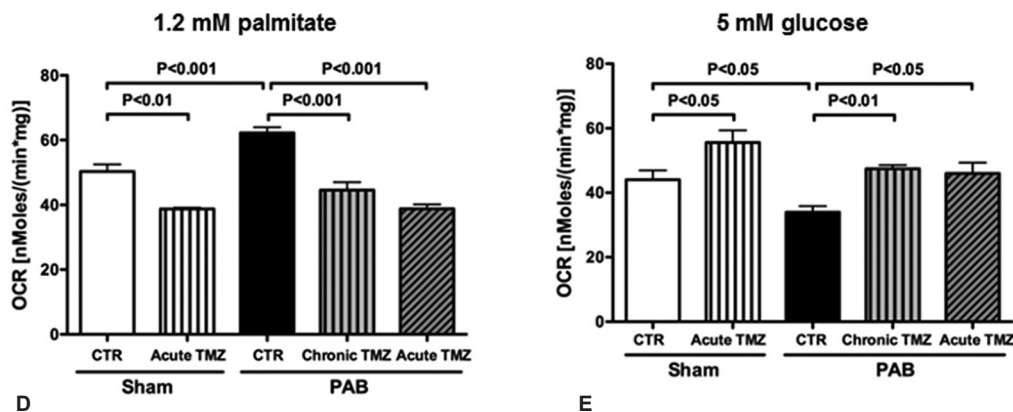 1.2 mM palmitate
P<0.001
P<0.001
P<0.01
P<0.001
80
60
40
20
0
OCR [nMoles/(min*mg)]
CTR
Acute TMZ
CTR
Chronic TMZ
Acute TMZ
Sham
PAB
D
5 mM glucose
P<0.05
P<0.05
P<0.05
P<0.01
80
60
40
20
0
OCR [nMoles/(min*mg)]
CTR
Acute TMZ
CTR
Chronic TMZ
Acute TMZ
Sham
PAB
E